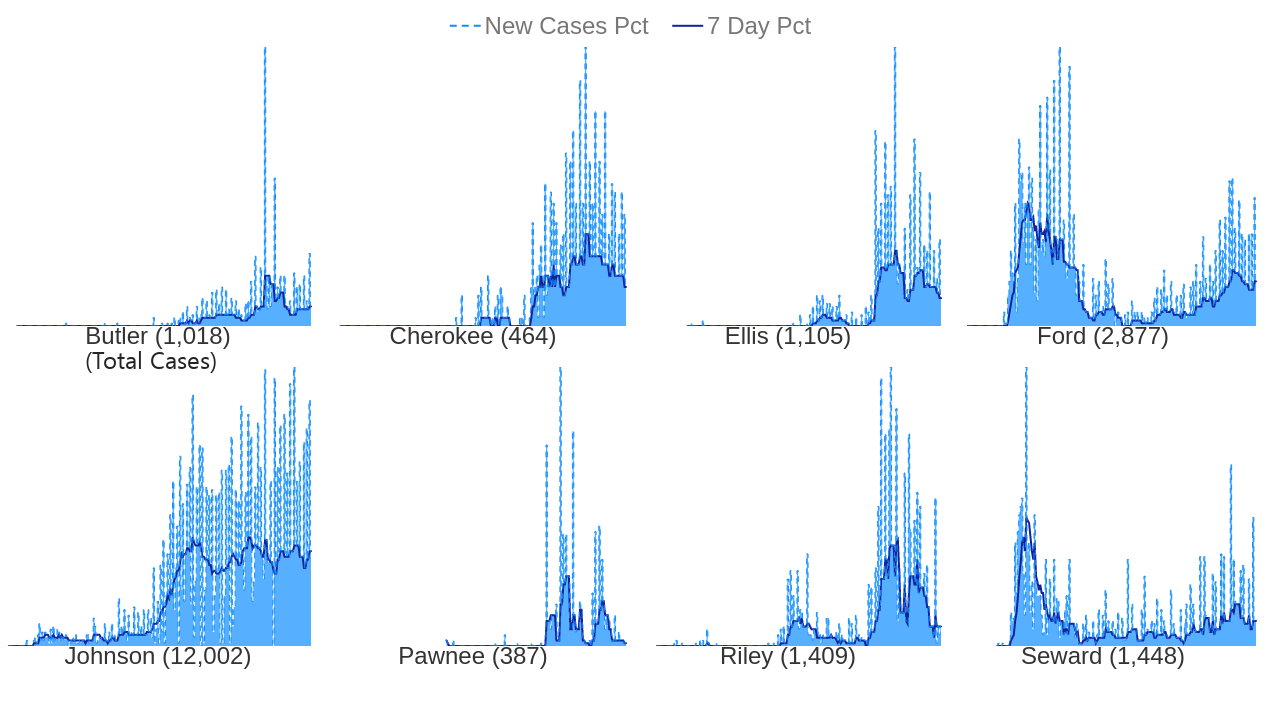 New Cases Pct 7 Day Pct
Butler (1,018) Cherokee (464) Ellis (1,105) Ford (2,877)
(Total Cases)
Johnson (12,002) Pawnee (387) Riley (1,409) Seward (1,448)